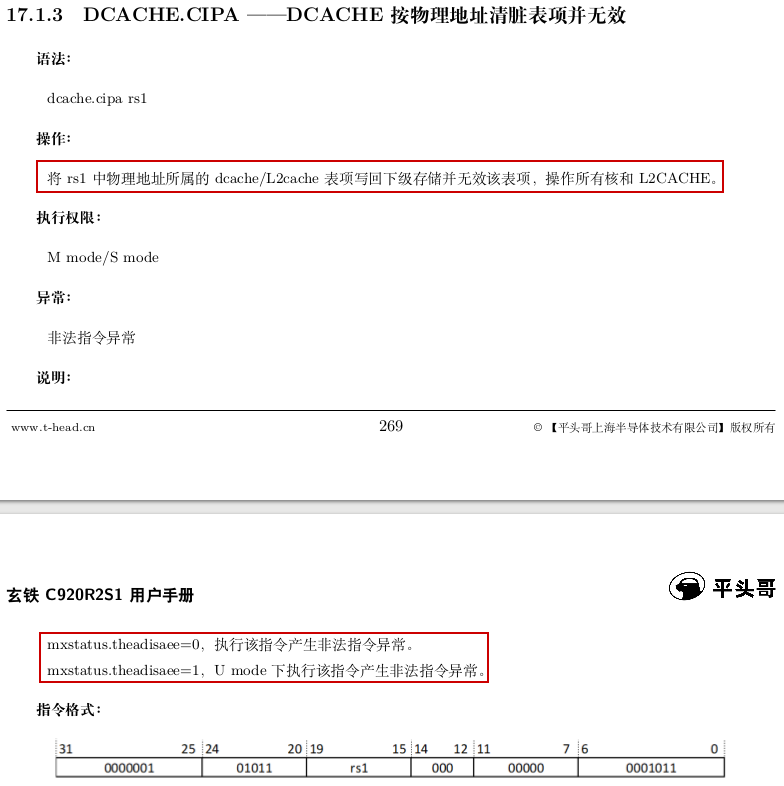 17.1.3 DCACHE.CIPA ——DCACHE 按物理地址清脏表项并无效
语法：
dcache.cipa rs1
操作：
将 rs1 中物理地址所属的 dcache/L2cache 表项写回下级存储并无效该表项，操作所有核和 L2CACHE。
执行权限：
M mode/S mode
异常：
非法指令异常
说明：
www.t-head.cn 269 © 【平头哥上海半导体技术有限公司】版权所有
玄铁 C920R2S1 用户手册 平头哥
mxstatus.theadisaee=0，执行该指令产生非法指令异常。
mxstatus.theadisaee=1，U mode 下执行该指令产生非法指令异常。
指令格式：
31 25 24 20 19 15 14 12 11 7 6 0
0000001 01011 rs1 000 00000 0001011